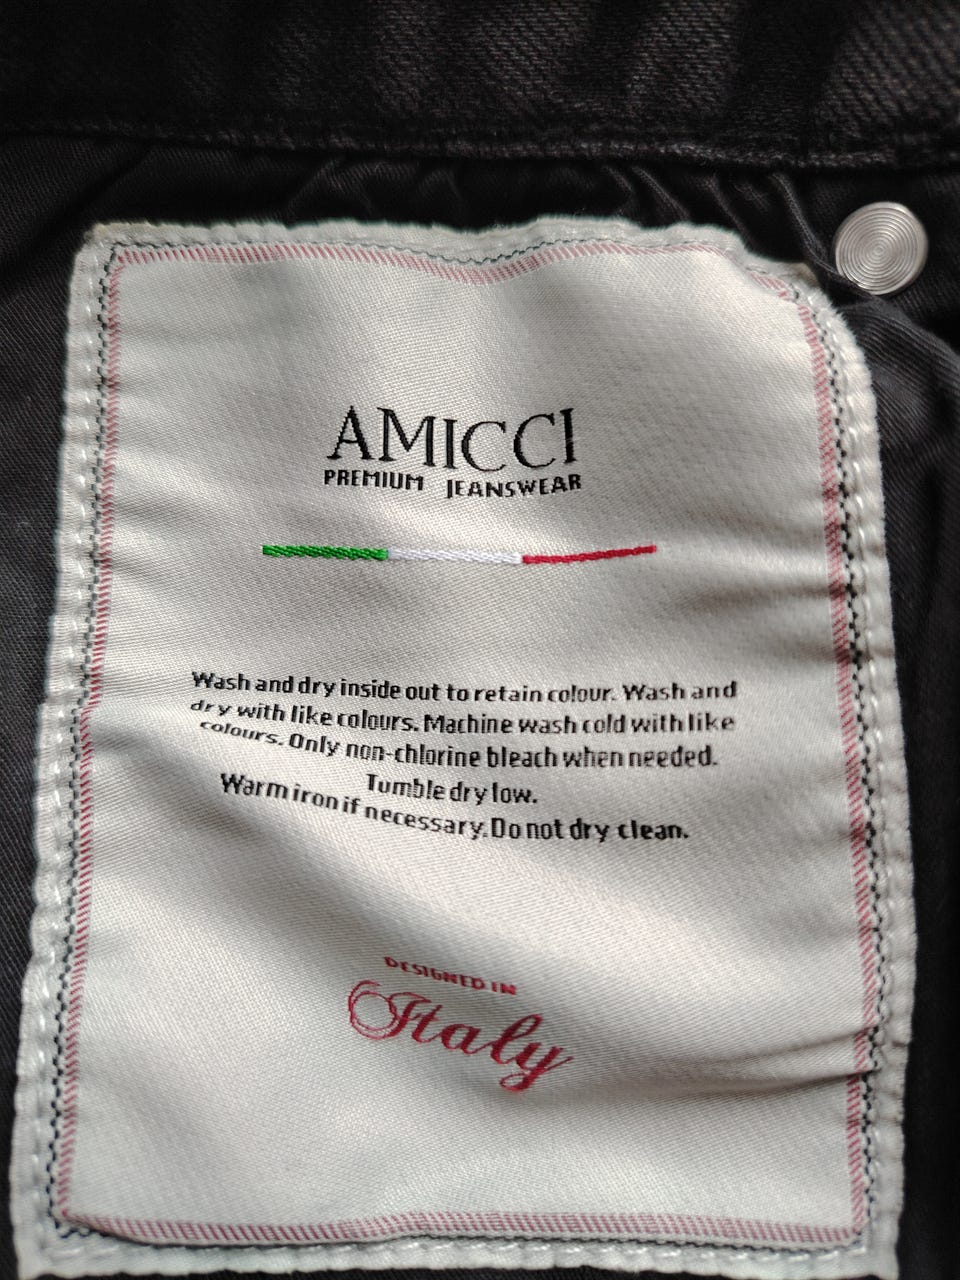 AMICCI
PREMIUM JEANSWEAR
Wash and dry inside out to retain colour. Wash and
dry with like colours. Machine wash cold with like
colours. Only non-chlorine bleach when needed.
Tumble dry low.
Warm iron if necessary. Do not dry clean.
DESIGNED IN
Italy